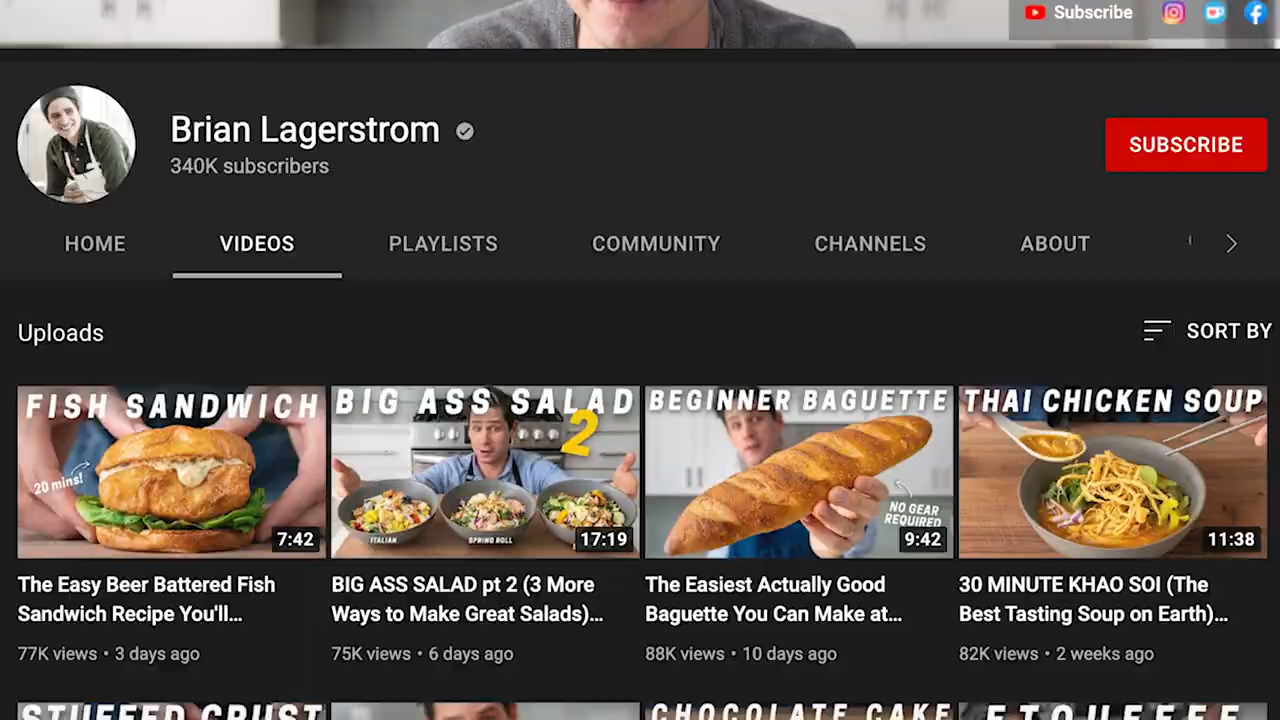 Subscribe
Brian Lagerstrom
340K subscribers
SUBSCRIBE
HOME
VIDEOS
PLAYLISTS
COMMUNITY
CHANNELS
ABOUT
Uploads
SORT BY
FISH SANDWICH
20 mins!
7:42
BIG ASS SALAD
2
ITALIAN
SPRING ROLL
17:19
BEGINNER BAGUETTE
NO GEAR
REQUIRED
9:42
THAI CHICKEN SOUP
11:38
The Easy Beer Battered Fish
Sandwich Recipe You'll...
77K views • 3 days ago
BIG ASS SALAD pt 2 (3 More
Ways to Make Great Salads)...
75K views • 6 days ago
The Easiest Actually Good
Baguette You Can Make at...
88K views • 10 days ago
30 MINUTE KHAO SOI (The
Best Tasting Soup on Earth)...
82K views • 2 weeks ago
STUFFED CRUST
CHOCOLATE CAKE
ETOUFFEE